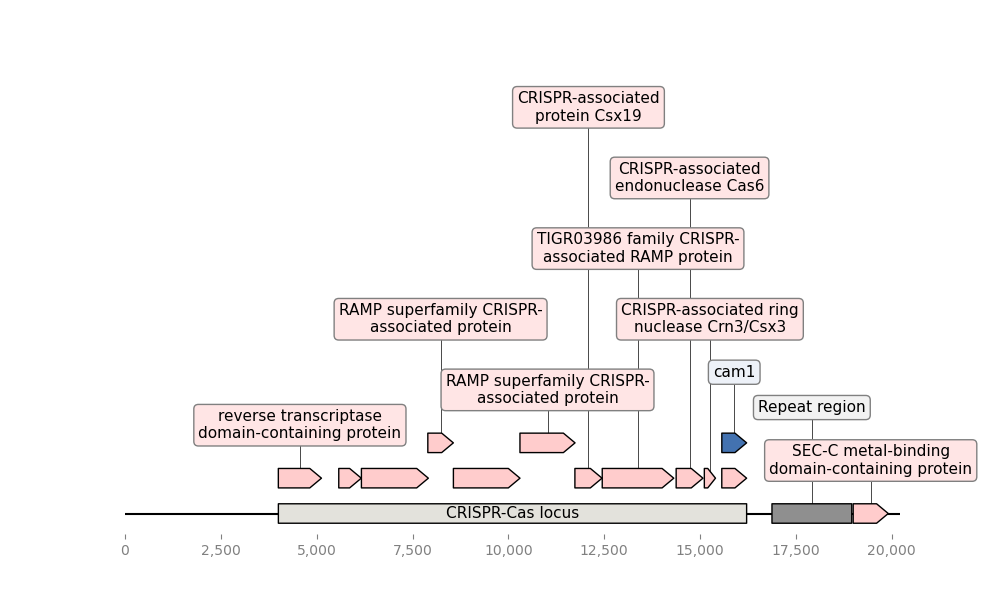 CRISPR-associated
protein Csx19
CRISPR-associated
endonuclease Cas6
TIGR03986 family CRISPR-
associated RAMP protein
RAMP superfamily CRISPR-
associated protein
CRISPR-associated ring
nuclease Crn3/Csx3
cam1
RAMP superfamily CRISPR-
associated protein
Repeat region
reverse transcriptase
domain-containing protein
SEC-C metal-binding
domain-containing protein
CRISPR-Cas locus
0
2,500
5,000
7,500
10,000
12,500
15,000
17,500
20,000